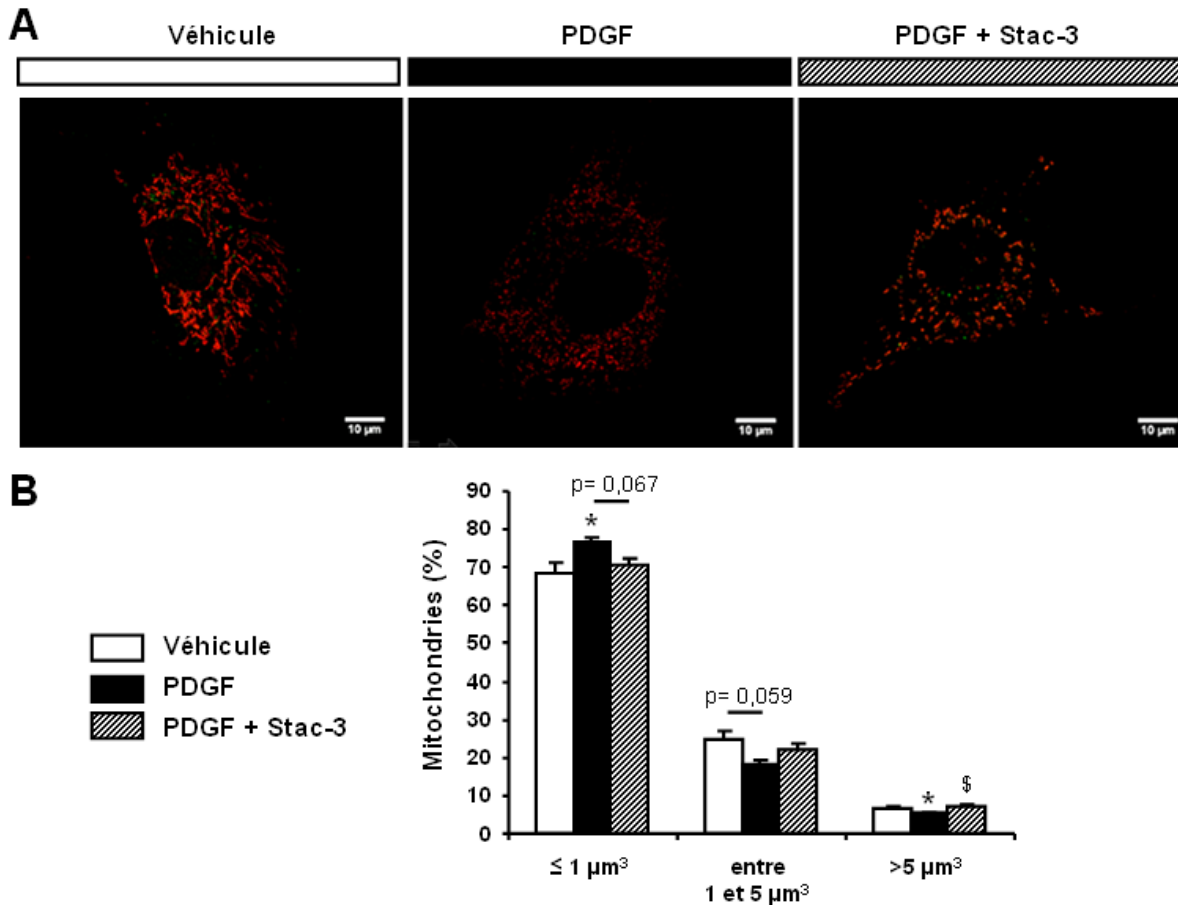 A
Véhicule
PDGF
PDGF + Stac-3
10 µm
10 µm
10 µm
B
Véhicule
PDGF
PDGF + Stac-3
Mitochondries (%)
90
80
70
60
50
40
30
20
10
0
p= 0,067
*
p= 0,059
*
$
≤ 1 µm³
entre
1 et 5 µm³
>5 µm³